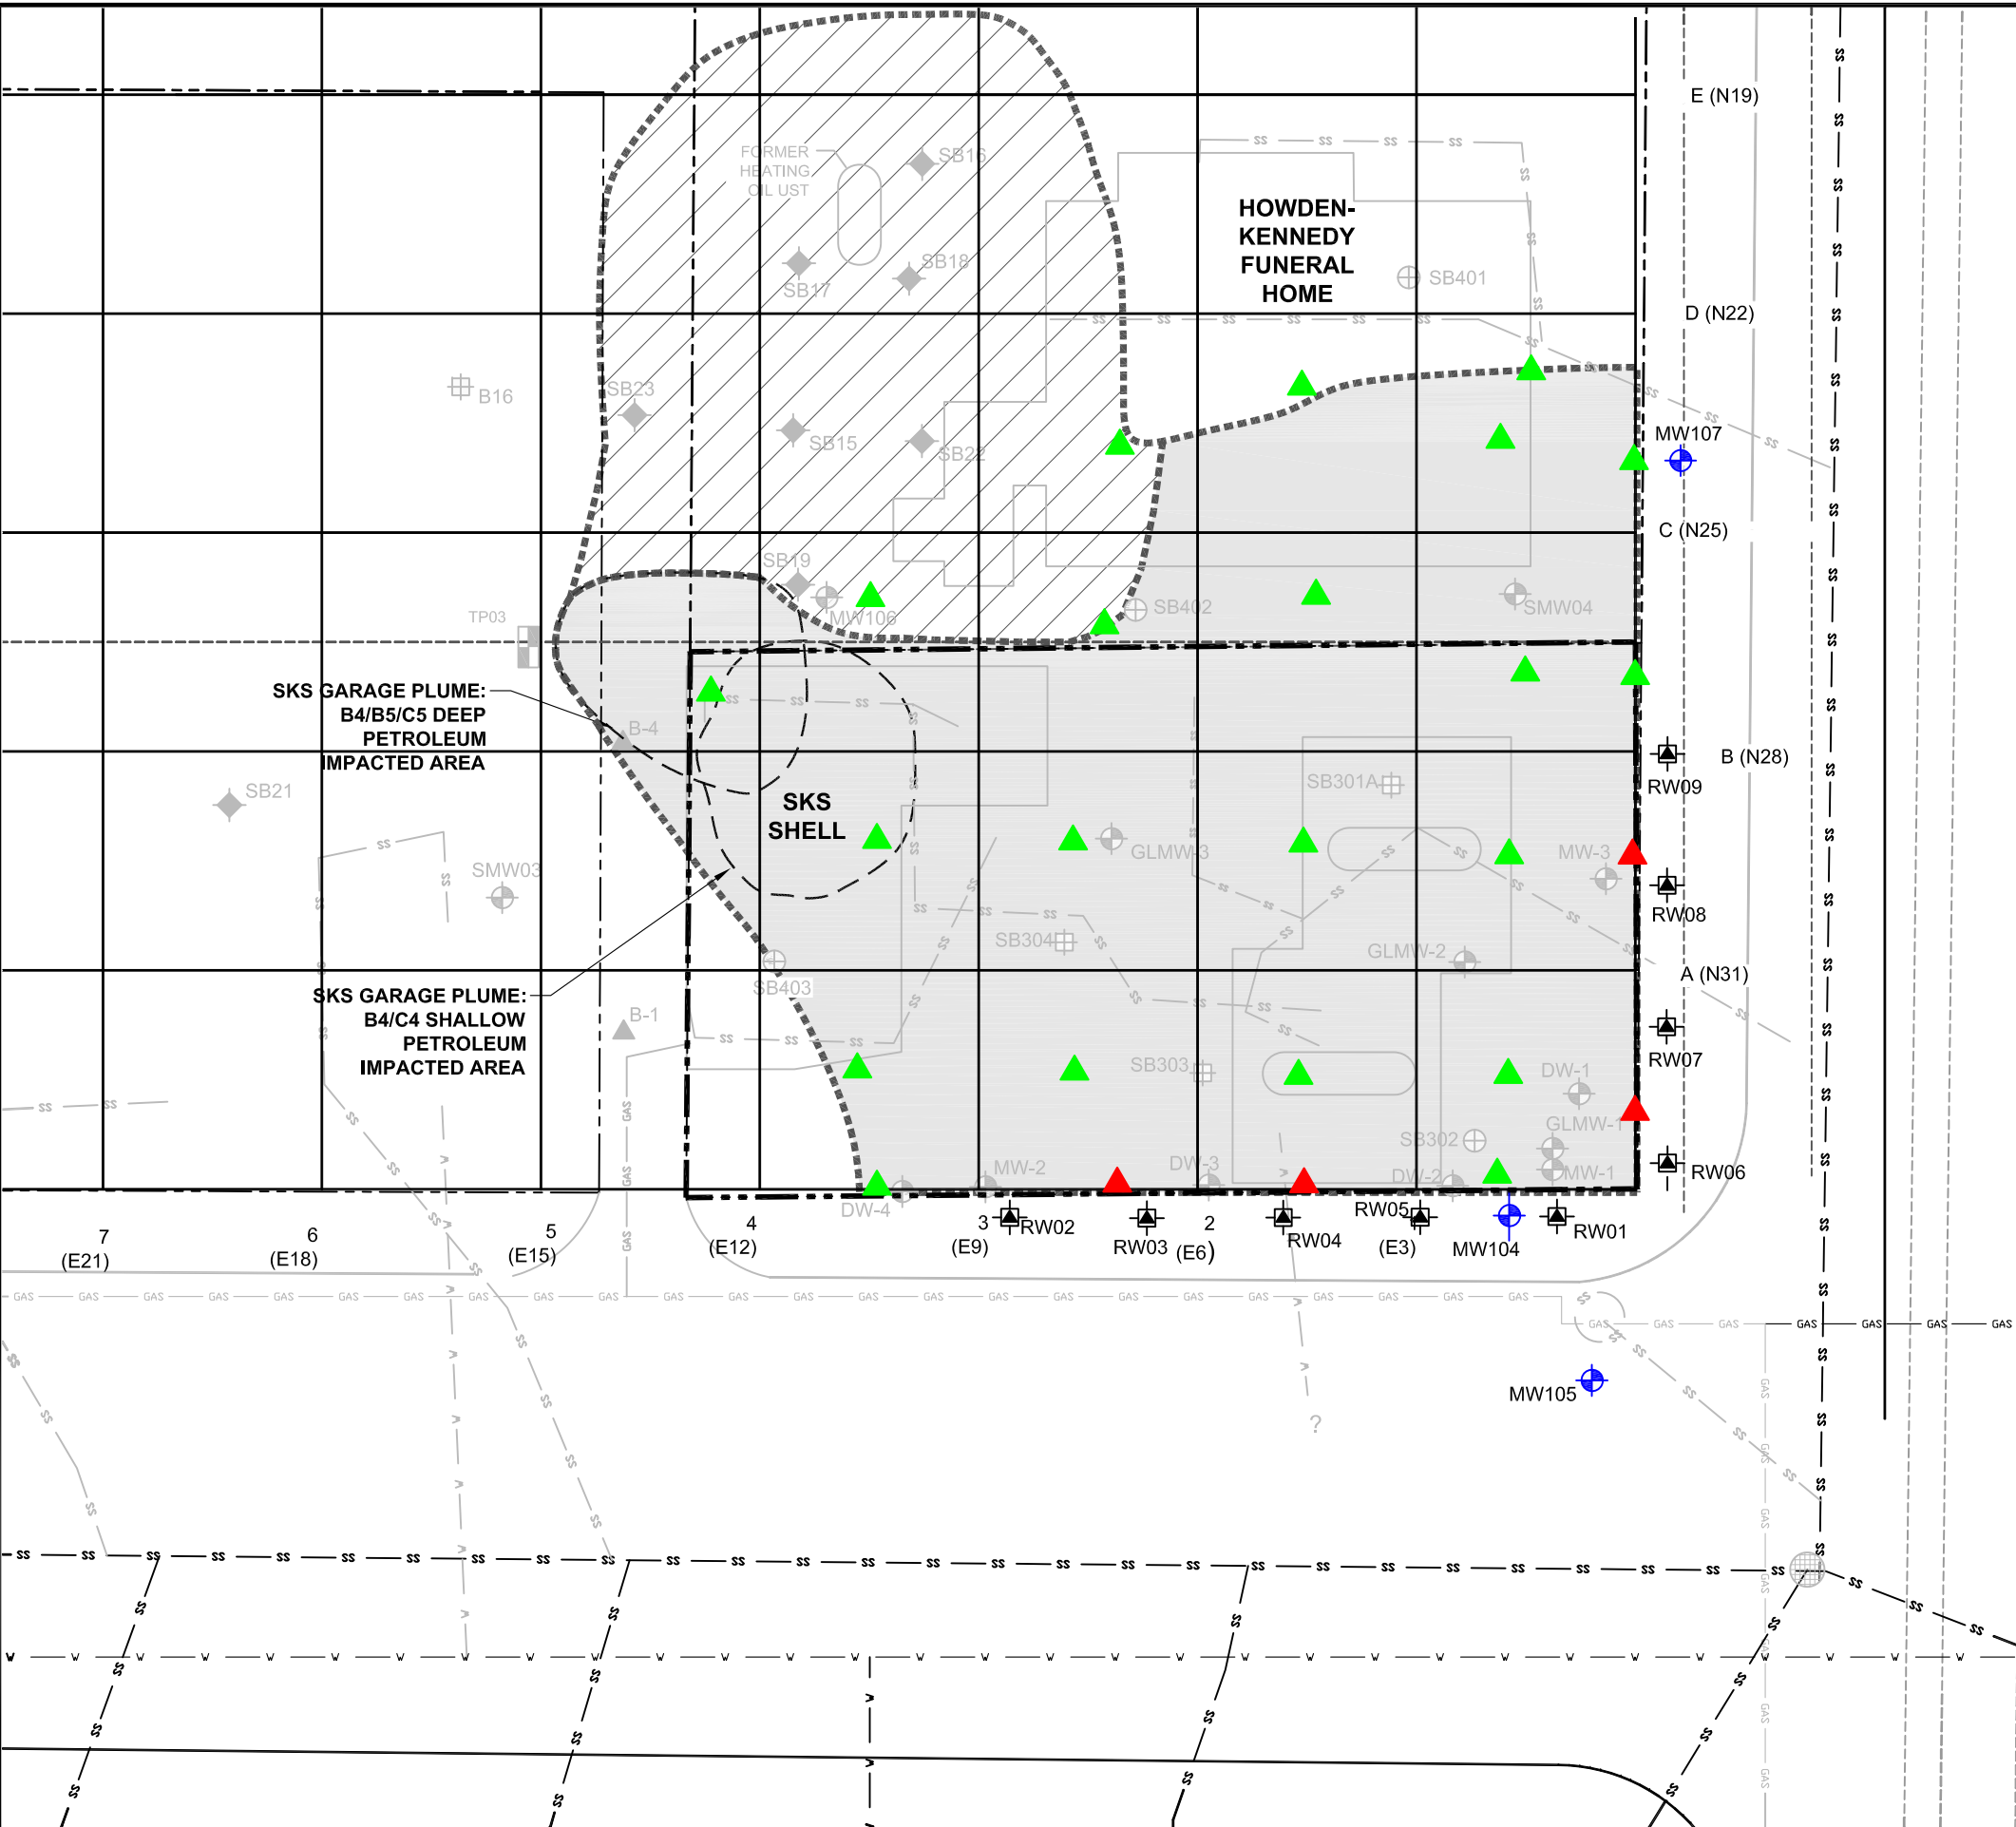 E (N19)
FORMER
HEATING
OIL UST
SB16
HOWDEN-
KENNEDY
FUNERAL
HOME
SB17
SB18
SB401
D (N22)
B16
SB23
SB15
SB22
MW107
C (N25)
SB19
MW106
SB402
SMW04
TP03
SKS GARAGE PLUME:
B4/B5/C5 DEEP
PETROLEUM
IMPACTED AREA
B-4
B (N28)
RW09
SB21
SKS
SHELL
SB301A
GLMW-3
MW-3
SMW03
RW08
SB304
GLMW-2
A (N31)
SB403
SKS GARAGE PLUME:
B4/C4 SHALLOW
PETROLEUM
IMPACTED AREA
B-1
RW07
SB303
DW-1
GLMW-1
SB302
MW-1
RW06
MW-2
DW-3
DW-2
DW-4
7
(E21)
6
(E18)
5
(E15)
4
(E12)
3
(E9)
RW02
RW03
2
(E6)
RW04
RW05
(E3)
MW104
RW01
MW105
?
SS
GAS
W